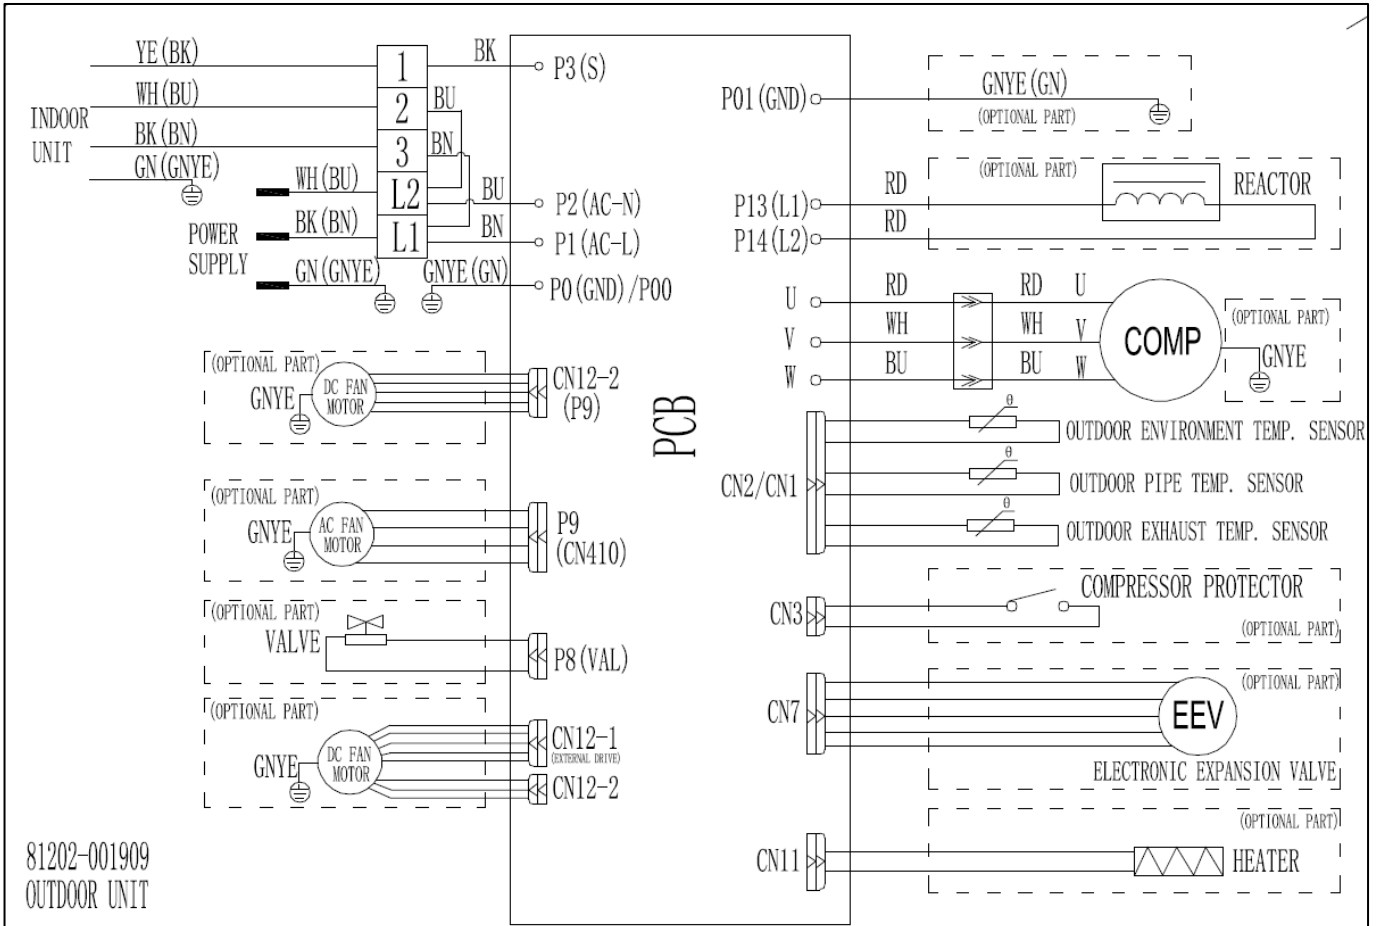 YE(BK)
1
BK
P3(S)
WH(BU)
2
BU
INDOOR
UNIT
BK(BN)
3
BN
GN(GNYE)
WH(BU)
L2
BU
P2(AC-N)
POWER
SUPPLY
BK(BN)
L1
BN
P1(AC-L)
GN(GNYE)
GNYE(GN)
P0(GND)/P00
(OPTIONAL PART)
GNYE
DC FAN
MOTOR
CN12-2
(P9)
(OPTIONAL PART)
GNYE
AC FAN
MOTOR
P9
(CN410)
(OPTIONAL PART)
VALVE
P8(VAL)
(OPTIONAL PART)
GNYE
DC FAN
MOTOR
CN12-1
(EXTERNAL DRIVE)
CN12-2
81202-001909
OUTDOOR UNIT
PCB
P01(GND)
GNYE(GN)
(OPTIONAL PART)
(OPTIONAL PART)
P13(L1)
RD
REACTOR
P14(L2)
RD
U
RD
RD
U
V
WH
WH
V
W
BU
BU
W
COMP
(OPTIONAL PART)
GNYE
CN2/CN1
θ
OUTDOOR ENVIRONMENT TEMP. SENSOR
θ
OUTDOOR PIPE TEMP. SENSOR
θ
OUTDOOR EXHAUST TEMP. SENSOR
CN3
COMPRESSOR PROTECTOR
(OPTIONAL PART)
CN7
(OPTIONAL PART)
EEV
ELECTRONIC EXPANSION VALVE
(OPTIONAL PART)
CN11
HEATER